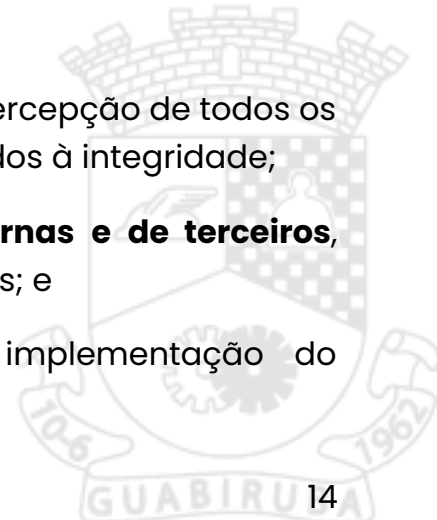 ercepção de todos os
dos à integridade;
rnas e de terceiros,
s; e
implementação do
10-6
1962
GUABIRUBA
14